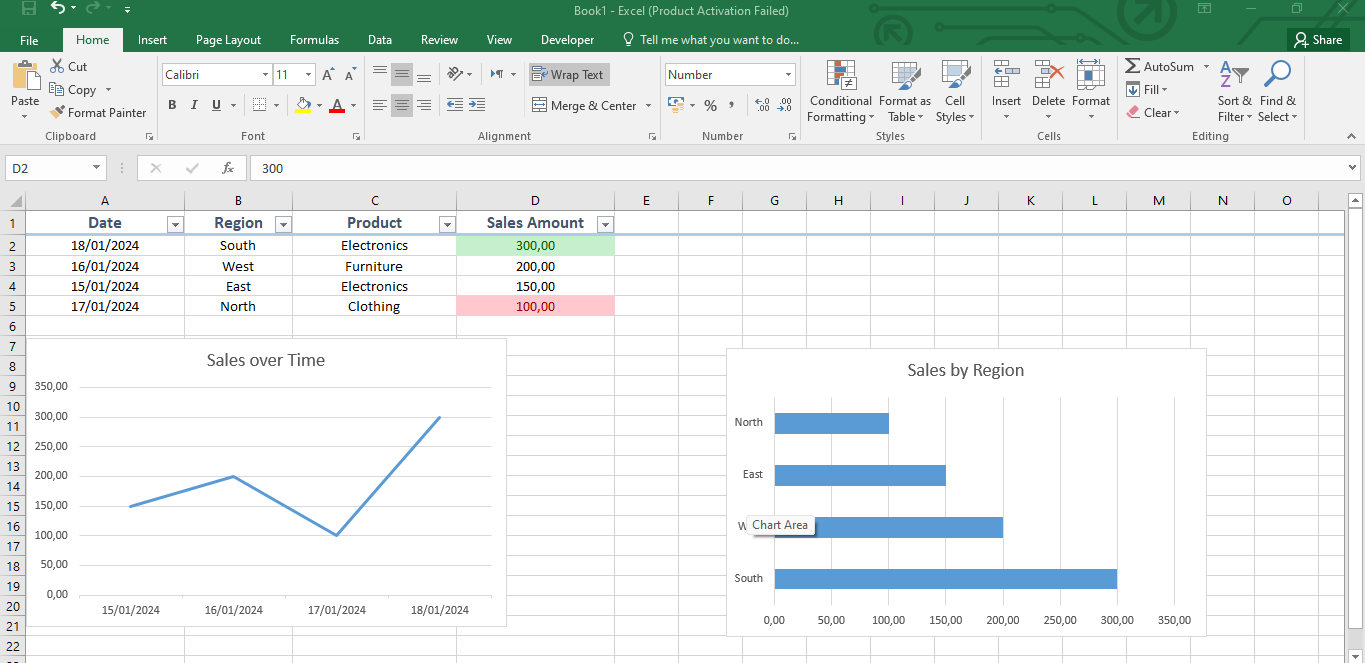 Book1 - Excel (Product Activation Failed)
File Home Insert Page Layout Formulas Data Review View Developer Tell me what you want to do... Share
Cut
Copy
Format Painter
Paste
Clipboard
Calibri 11
A A
B I U A
Font
Wrap Text
Merge & Center
Alignment
Number
% , ,00 ,0
Number
Conditional Formatting
Format as Table
Cell Styles
Styles
Insert Delete Format
Cells
AutoSum
Fill
Clear
Sort & Filter
Find & Select
Editing
D2 fx 300
A B C D E F G H I J K L M N O
1 Date Region Product Sales Amount
2 18/01/2024 South Electronics 300,00
3 16/01/2024 West Furniture 200,00
4 15/01/2024 East Electronics 150,00
5 17/01/2024 North Clothing 100,00
6
7
8
9
10
11
12
13
14
15
16
17
18
19
20
21
22
Sales over Time
350,00
300,00
250,00
200,00
150,00
100,00
50,00
0,00
15/01/2024 16/01/2024 17/01/2024 18/01/2024
Sales by Region
North
East
W Chart Area
South
0,00 50,00 100,00 150,00 200,00 250,00 300,00 350,00